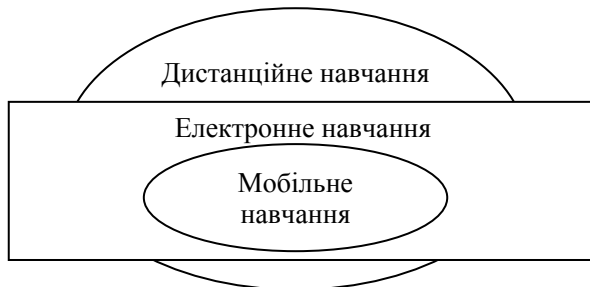 Дистанційне навчання
Електронне навчання
Мобільне
навчання